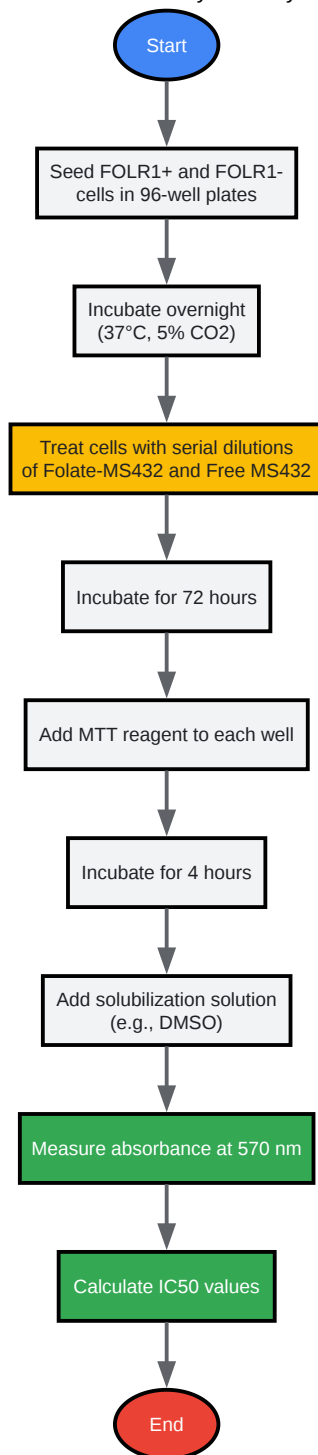 Start
Seed FOLR1+ and FOLR1-
cells in 96-well plates
Incubate overnight
(37°C, 5% CO2)
Treat cells with serial dilutions
of Folate-MS432 and Free MS432
Incubate for 72 hours
Add MTT reagent to each well
Incubate for 4 hours
Add solubilization solution
(e.g., DMSO)
Measure absorbance at 570 nm
Calculate IC50 values
End